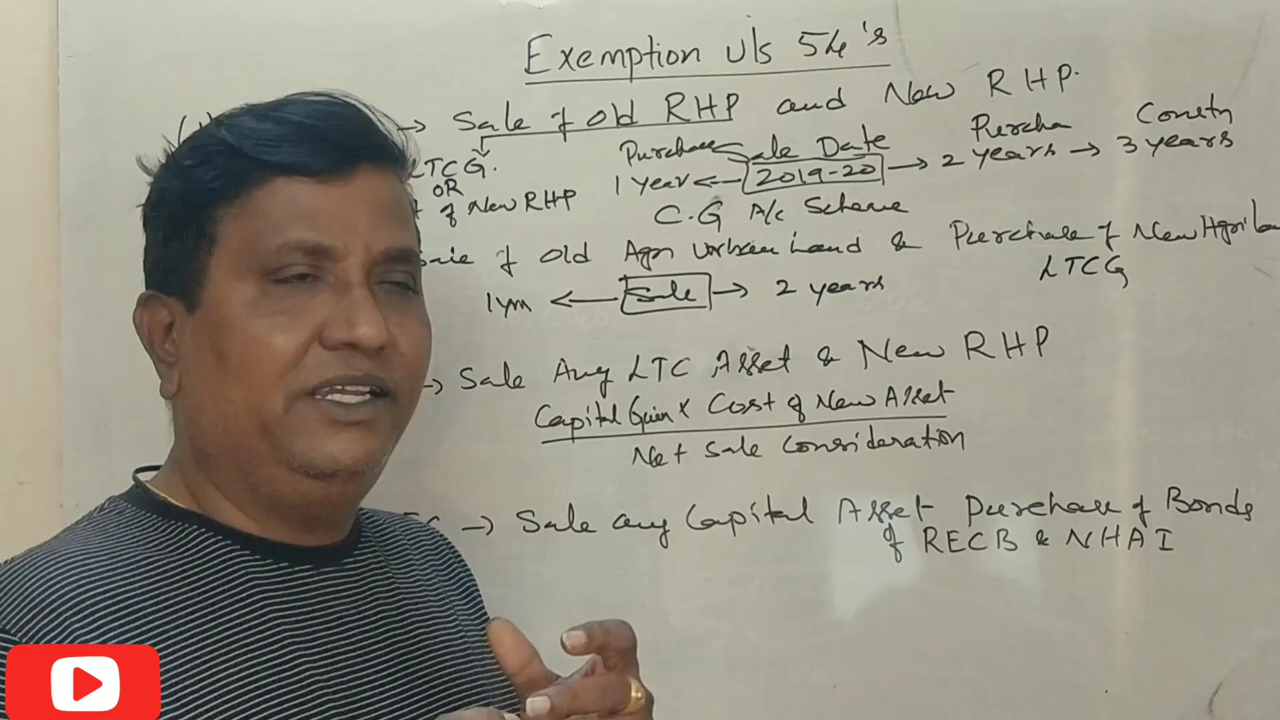 Exemption u/s 54's
→ Sale of Old RHP and New RHP.
LTCG.
OR
of New RHP
Purchase Sale Date Purcha Constn
1 year ← 2019-20 → 2 years → 3 years
C.G A/c Scheme
Sale of Old Agri urban Land & Purchase of New Agri Lan
LTCG
← Sale → 2 years
→ Sale Any LTC Asset & New RHP
Capital Gain x Cost of New Asset
Net Sale Consideration
→ Sale any Capital Asset Purchase of Bonds
of RECB & NHAI